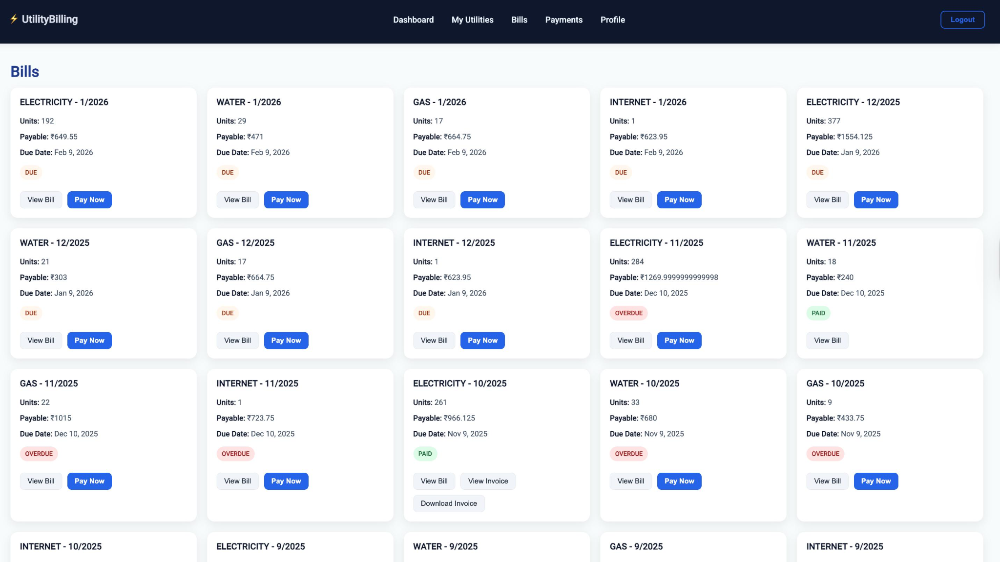 ⚡ UtilityBilling
Dashboard My Utilities Bills Payments Profile
Logout
Bills
ELECTRICITY - 1/2026
Units: 192
Payable: ₹649.55
Due Date: Feb 9, 2026
DUE
View Bill Pay Now
WATER - 1/2026
Units: 29
Payable: ₹471
Due Date: Feb 9, 2026
DUE
View Bill Pay Now
GAS - 1/2026
Units: 17
Payable: ₹664.75
Due Date: Feb 9, 2026
DUE
View Bill Pay Now
INTERNET - 1/2026
Units: 1
Payable: ₹623.95
Due Date: Feb 9, 2026
DUE
View Bill Pay Now
ELECTRICITY - 12/2025
Units: 377
Payable: ₹1554.125
Due Date: Jan 9, 2026
DUE
View Bill Pay Now
WATER - 12/2025
Units: 21
Payable: ₹303
Due Date: Jan 9, 2026
DUE
View Bill Pay Now
GAS - 12/2025
Units: 17
Payable: ₹664.75
Due Date: Jan 9, 2026
DUE
View Bill Pay Now
INTERNET - 12/2025
Units: 1
Payable: ₹623.95
Due Date: Jan 9, 2026
DUE
View Bill Pay Now
ELECTRICITY - 11/2025
Units: 284
Payable: ₹1269.9999999999998
Due Date: Dec 10, 2025
OVERDUE
View Bill Pay Now
WATER - 11/2025
Units: 18
Payable: ₹240
Due Date: Dec 10, 2025
PAID
View Bill
GAS - 11/2025
Units: 22
Payable: ₹1015
Due Date: Dec 10, 2025
OVERDUE
View Bill Pay Now
INTERNET - 11/2025
Units: 1
Payable: ₹723.75
Due Date: Dec 10, 2025
OVERDUE
View Bill Pay Now
ELECTRICITY - 10/2025
Units: 261
Payable: ₹966.125
Due Date: Nov 9, 2025
PAID
View Bill View Invoice
Download Invoice
WATER - 10/2025
Units: 33
Payable: ₹680
Due Date: Nov 9, 2025
OVERDUE
View Bill Pay Now
GAS - 10/2025
Units: 9
Payable: ₹433.75
Due Date: Nov 9, 2025
OVERDUE
View Bill Pay Now
INTERNET - 10/2025
ELECTRICITY - 9/2025
WATER - 9/2025
GAS - 9/2025
INTERNET - 9/2025